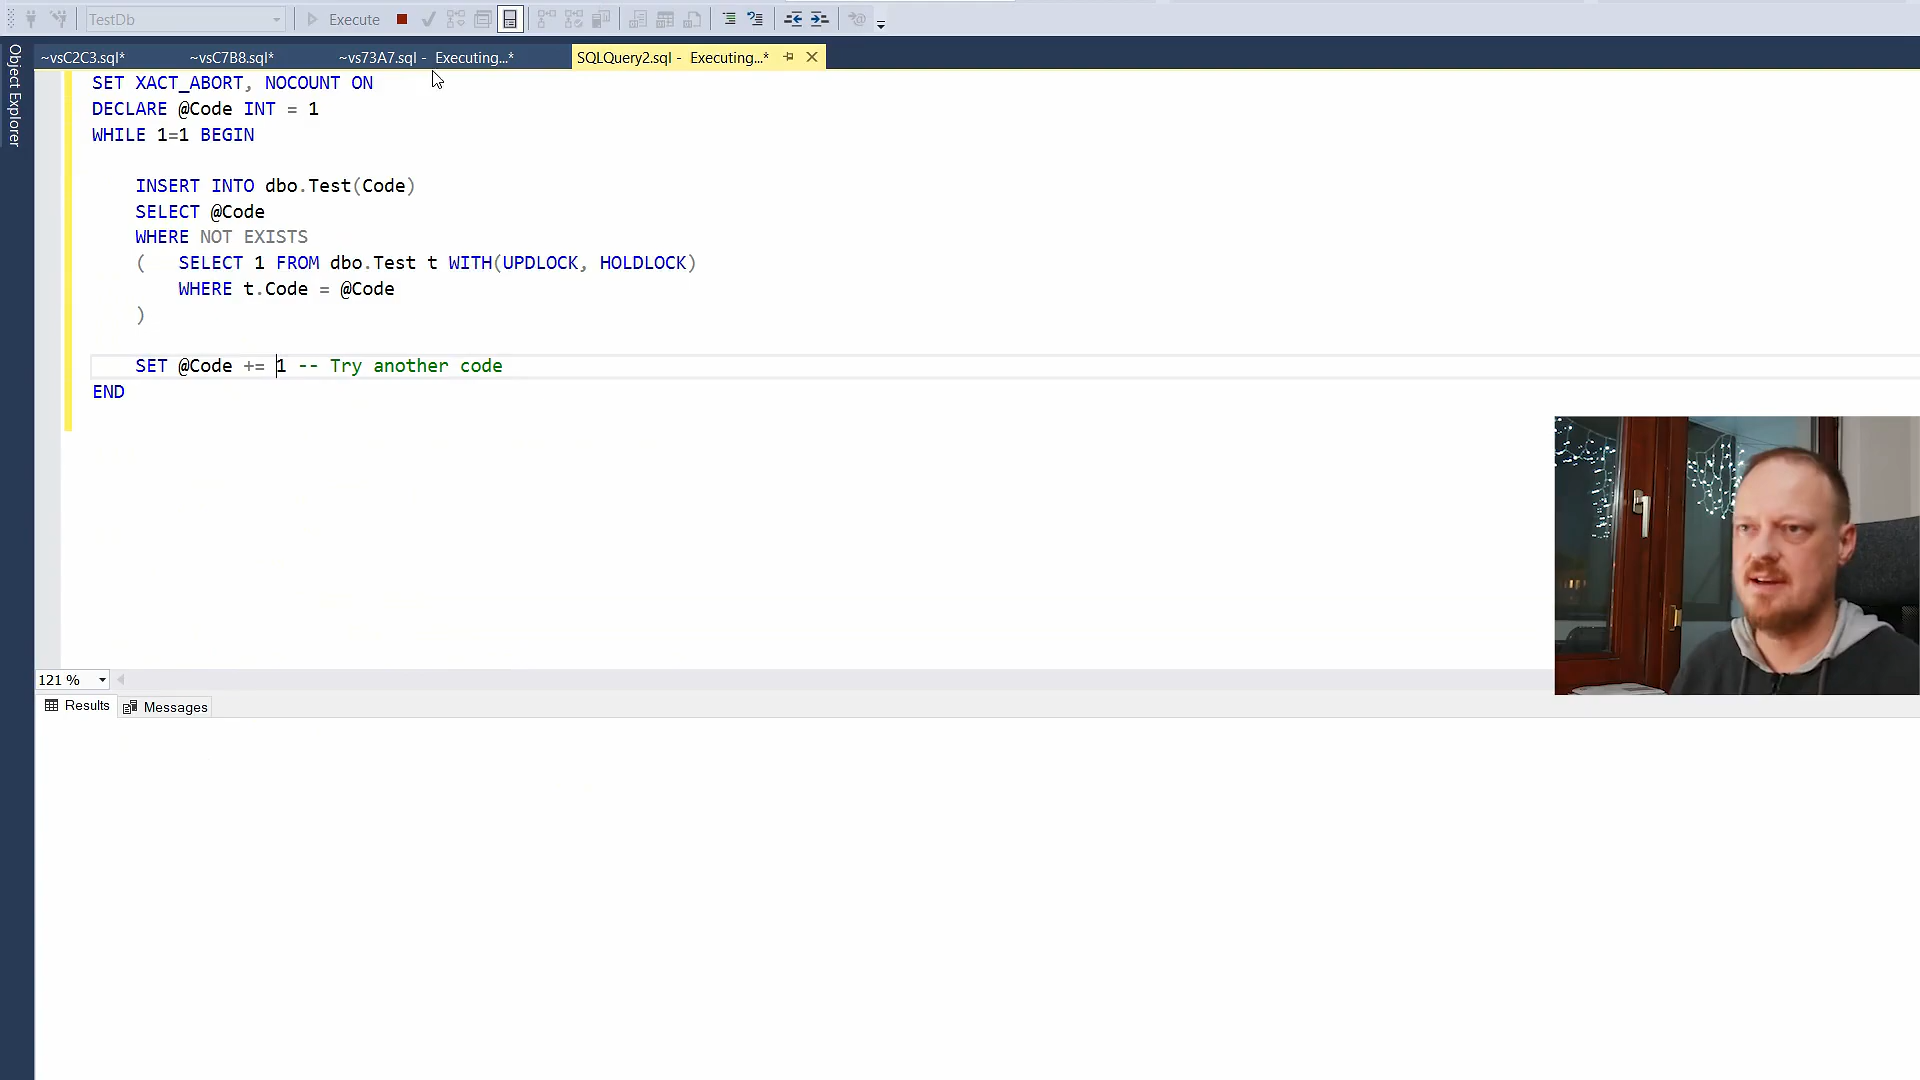 TestDb
Execute
Object Explorer
~vsC2C3.sql*
~vsC7B8.sql*
~vs73A7.sql - Executing...*
SQLQuery2.sql - Executing...*
SET XACT_ABORT, NOCOUNT ON
DECLARE @Code INT = 1
WHILE 1=1 BEGIN
INSERT INTO dbo.Test(Code)
SELECT @Code
WHERE NOT EXISTS
( SELECT 1 FROM dbo.Test t WITH(UPDLOCK, HOLDLOCK)
WHERE t.Code = @Code
)
SET @Code += 1 -- Try another code
END
121 %
Results
Messages